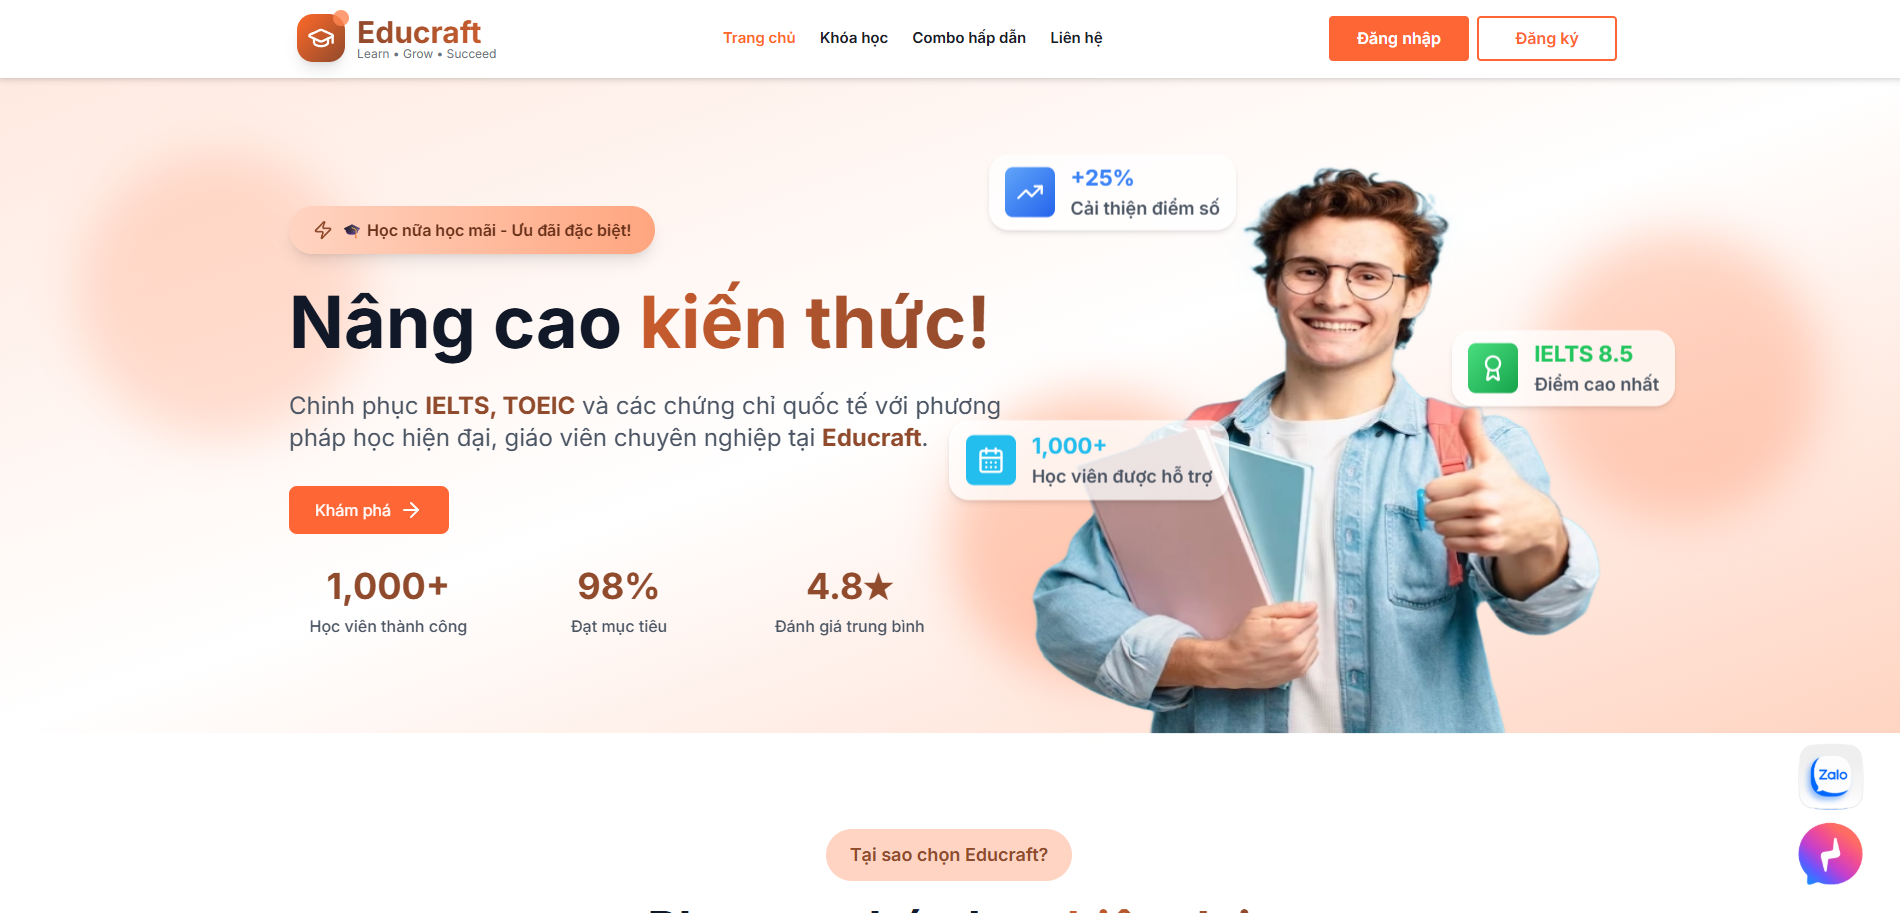 Educraft
Learn • Grow • Succeed
Trang chủ
Khóa học
Combo hấp dẫn
Liên hệ
Đăng nhập
Đăng ký
🎓 Học nữa học mãi - Ưu đãi đặc biệt!
Nâng cao kiến thức!
Chinh phục IELTS, TOEIC và các chứng chỉ quốc tế với phương
pháp học hiện đại, giáo viên chuyên nghiệp tại Educraft.
Khám phá
1,000+
Học viên thành công
98%
Đạt mục tiêu
4.8★
Đánh giá trung bình
+25%
Cải thiện điểm số
IELTS 8.5
Điểm cao nhất
1,000+
Học viên được hỗ trợ
Zalo
Tại sao chọn Educraft?